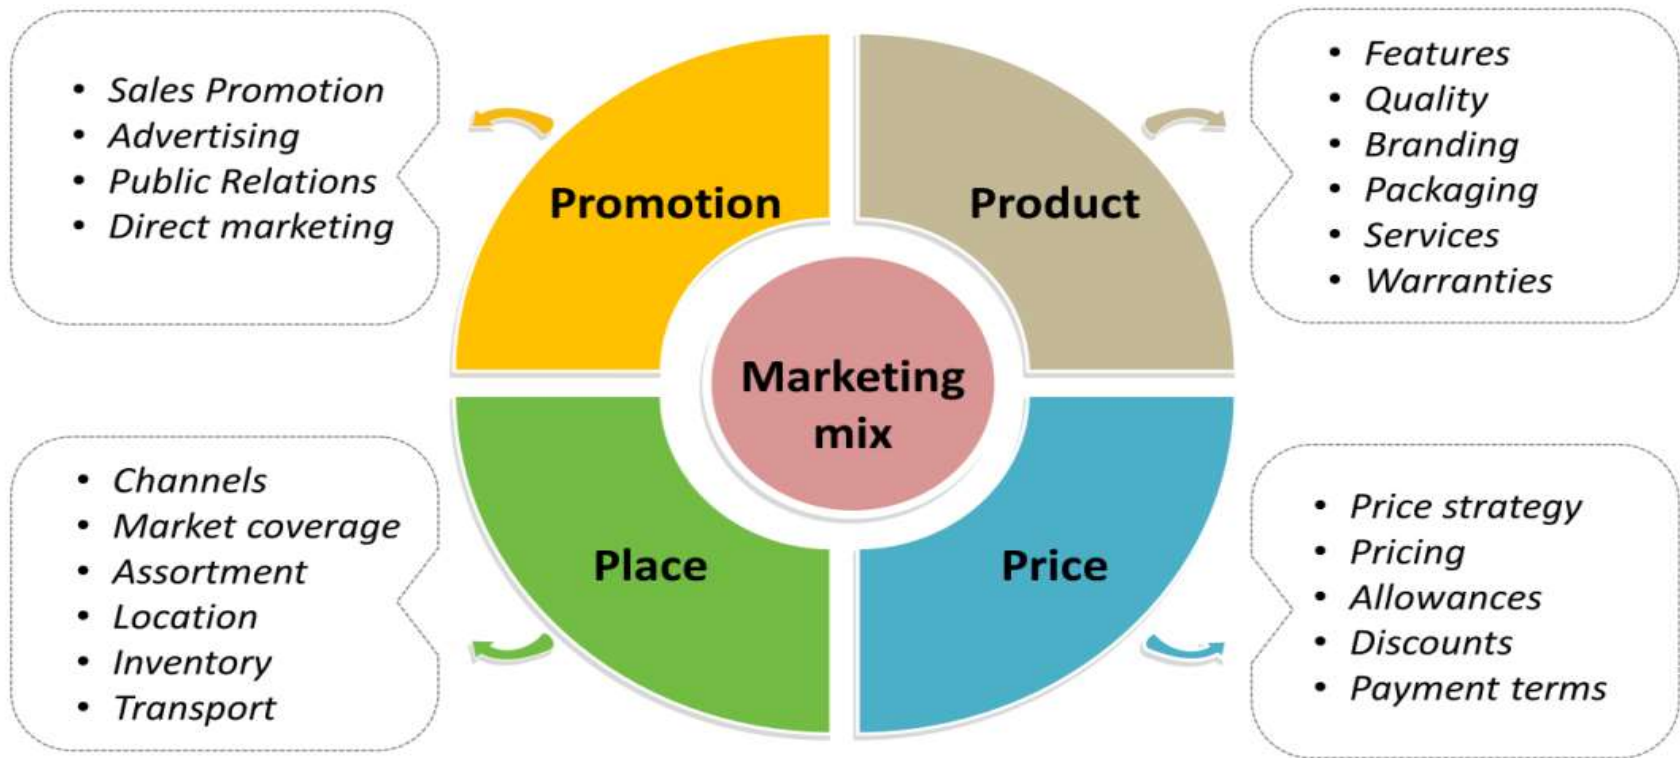 • Sales Promotion
• Advertising
• Public Relations
• Direct marketing
Promotion
Product
• Features
• Quality
• Branding
• Packaging
• Services
• Warranties
Marketing
mix
• Channels
• Market coverage
• Assortment
• Location
• Inventory
• Transport
Place
Price
• Price strategy
• Pricing
• Allowances
• Discounts
• Payment terms